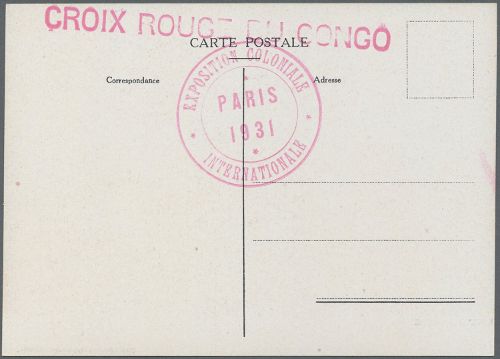 CROIX ROUGE DU CONGO
CARTE POSTALE
Correspondance
Adresse
EXPOSITION COLONIALE
PARIS
1931
INTERNATIONALE